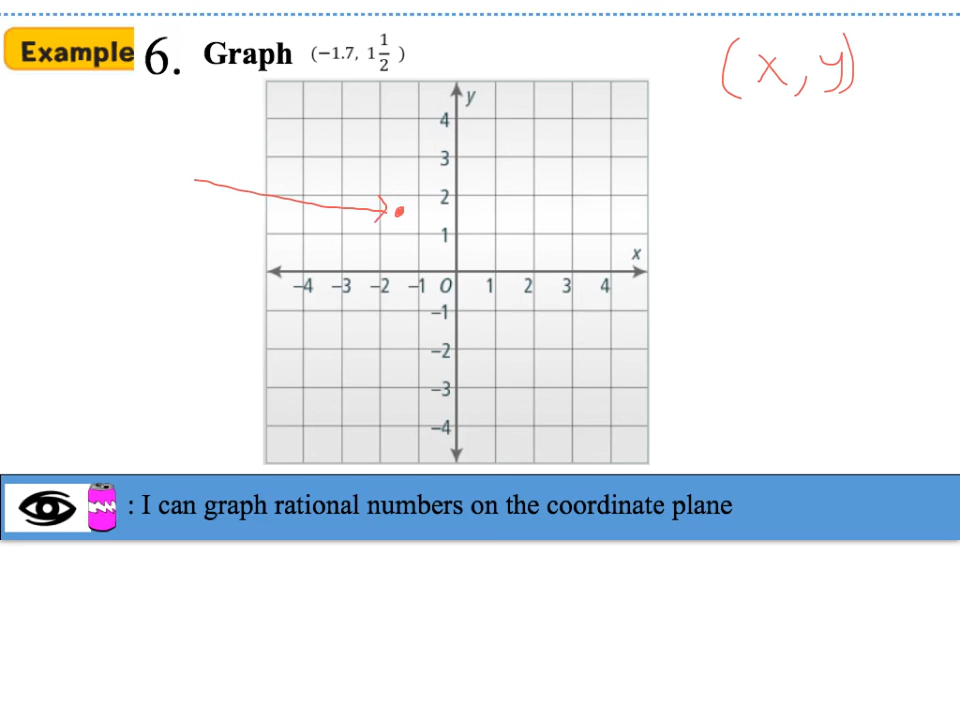 Example 6. Graph (−1.7, 1 1/2)
(x, y)
y
4
3
2
1
x
−4 −3 −2 −1 O 1 2 3 4
−1
−2
−3
−4
: I can graph rational numbers on the coordinate plane